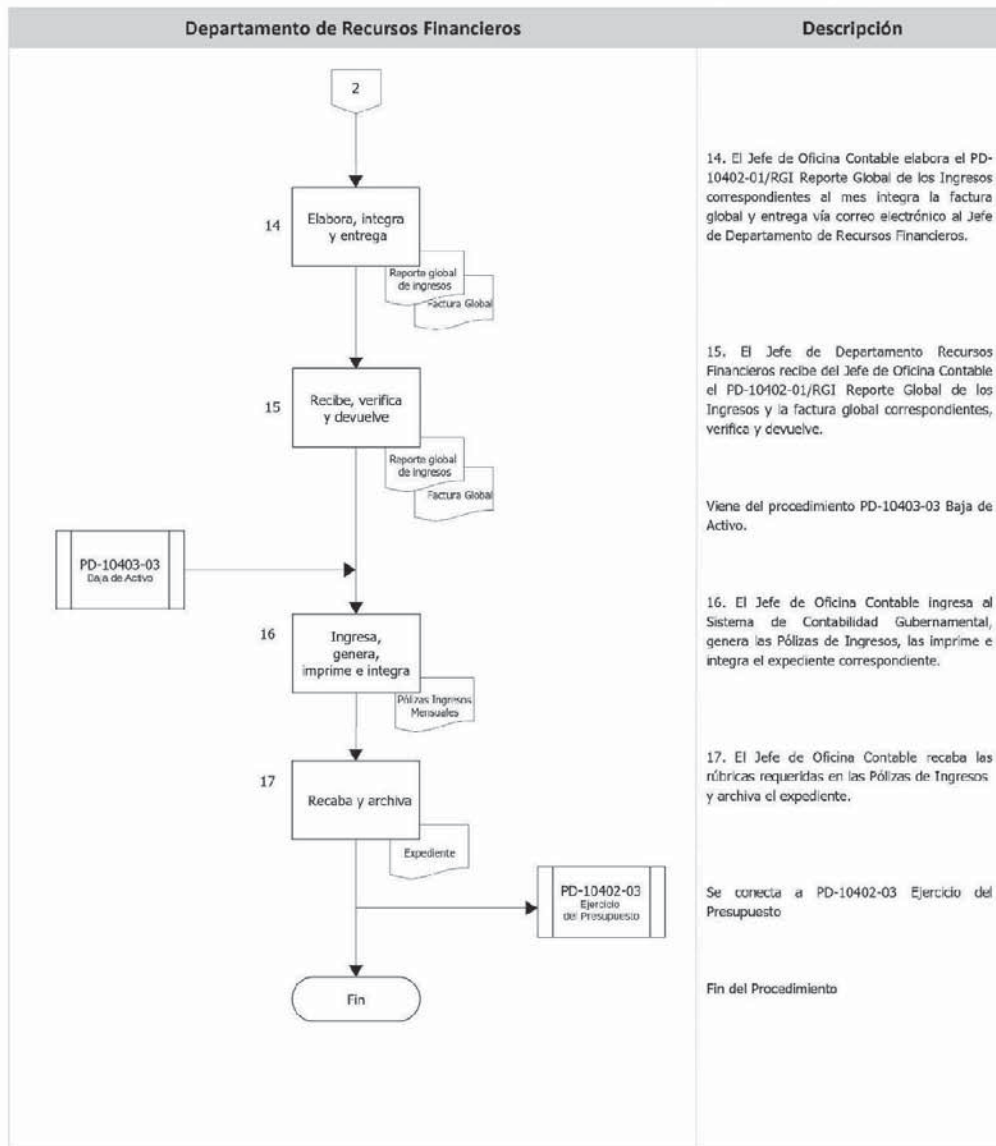 Departamento de Recursos Financieros
Descripción
2
14
Elabora, integra
y entrega
Reporte global
de ingresos
Factura Global
14. El Jefe de Oficina Contable elabora el PD-
10402-01/RGI Reporte Global de los Ingresos
correspondientes al mes integra la factura
global y entrega vía correo electrónico al Jefe
de Departamento de Recursos Financieros.
15
Recibe, verifica
y devuelve
Reporte global
de ingresos
Factura Global
15. El Jefe de Departamento Recursos
Financieros recibe del Jefe de Oficina Contable
el PD-10402-01/RGI Reporte Global de los
Ingresos y la factura global correspondientes,
verifica y devuelve.
PD-10403-03
Baja de Activo
Viene del procedimiento PD-10403-03 Baja de
Activo.
16
Ingresa,
genera,
imprime e integra
Pólizas Ingresos
Mensuales
16. El Jefe de Oficina Contable ingresa al
Sistema de Contabilidad Gubernamental,
genera las Pólizas de Ingresos, las imprime e
integra el expediente correspondiente.
17
Recaba y archiva
Expediente
17. El Jefe de Oficina Contable recaba las
rúbricas requeridas en las Pólizas de Ingresos
y archiva el expediente.
PD-10402-03
Ejercicio
del Presupuesto
Se conecta a PD-10402-03 Ejercicio del
Presupuesto
Fin
Fin del Procedimiento